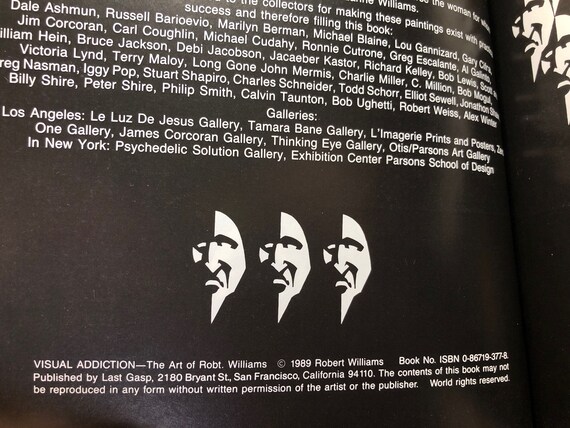 Williams.
the woman for
to the collectors for making these paintings exist with
success and therefore filling this book:
Dale Ashmun, Russell Barioevio, Marilyn Berman, Michael Blaine, Lou Gannizard, Gary
Jim Corcoran, Carl Coughlin, Michael Cudahy, Ronnie Cutrone, Greg Escalante, Al
William Hein, Bruce Jackson, Debi Jacobson, Jacaeber Kastor, Richard Kelley, Bob Lewis, Scott
Victoria Lynd, Terry Maloy, Long Gone John Mermis, Charlie Miller, C. Million, Bob Mogul,
Greg Nasman, Iggy Pop, Stuart Shapiro, Charles Schneider, Todd Schorr, Elliot Sewell, Jonathan
Billy Shire, Peter Shire, Philip Smith, Calvin Taunton, Bob Ughetti, Robert Weiss, Alex Winter
Galleries:
Los Angeles: Le Luz De Jesus Gallery, Tamara Bane Gallery, L'Imagerie Prints and Posters,
One Gallery, James Corcoran Gallery, Thinking Eye Gallery, Otis/Parsons Art Gallery
In New York: Psychedelic Solution Gallery, Exhibition Center Parsons School of Design
VISUAL ADDICTION—The Art of Robt. Williams © 1989 Robert Williams Book No. ISBN 0-86719-377-8.
Published by Last Gasp, 2180 Bryant St., San Francisco, California 94110. The contents of this book may not
be reproduced in any form without written permission of the artist or the publisher. World rights reserved.